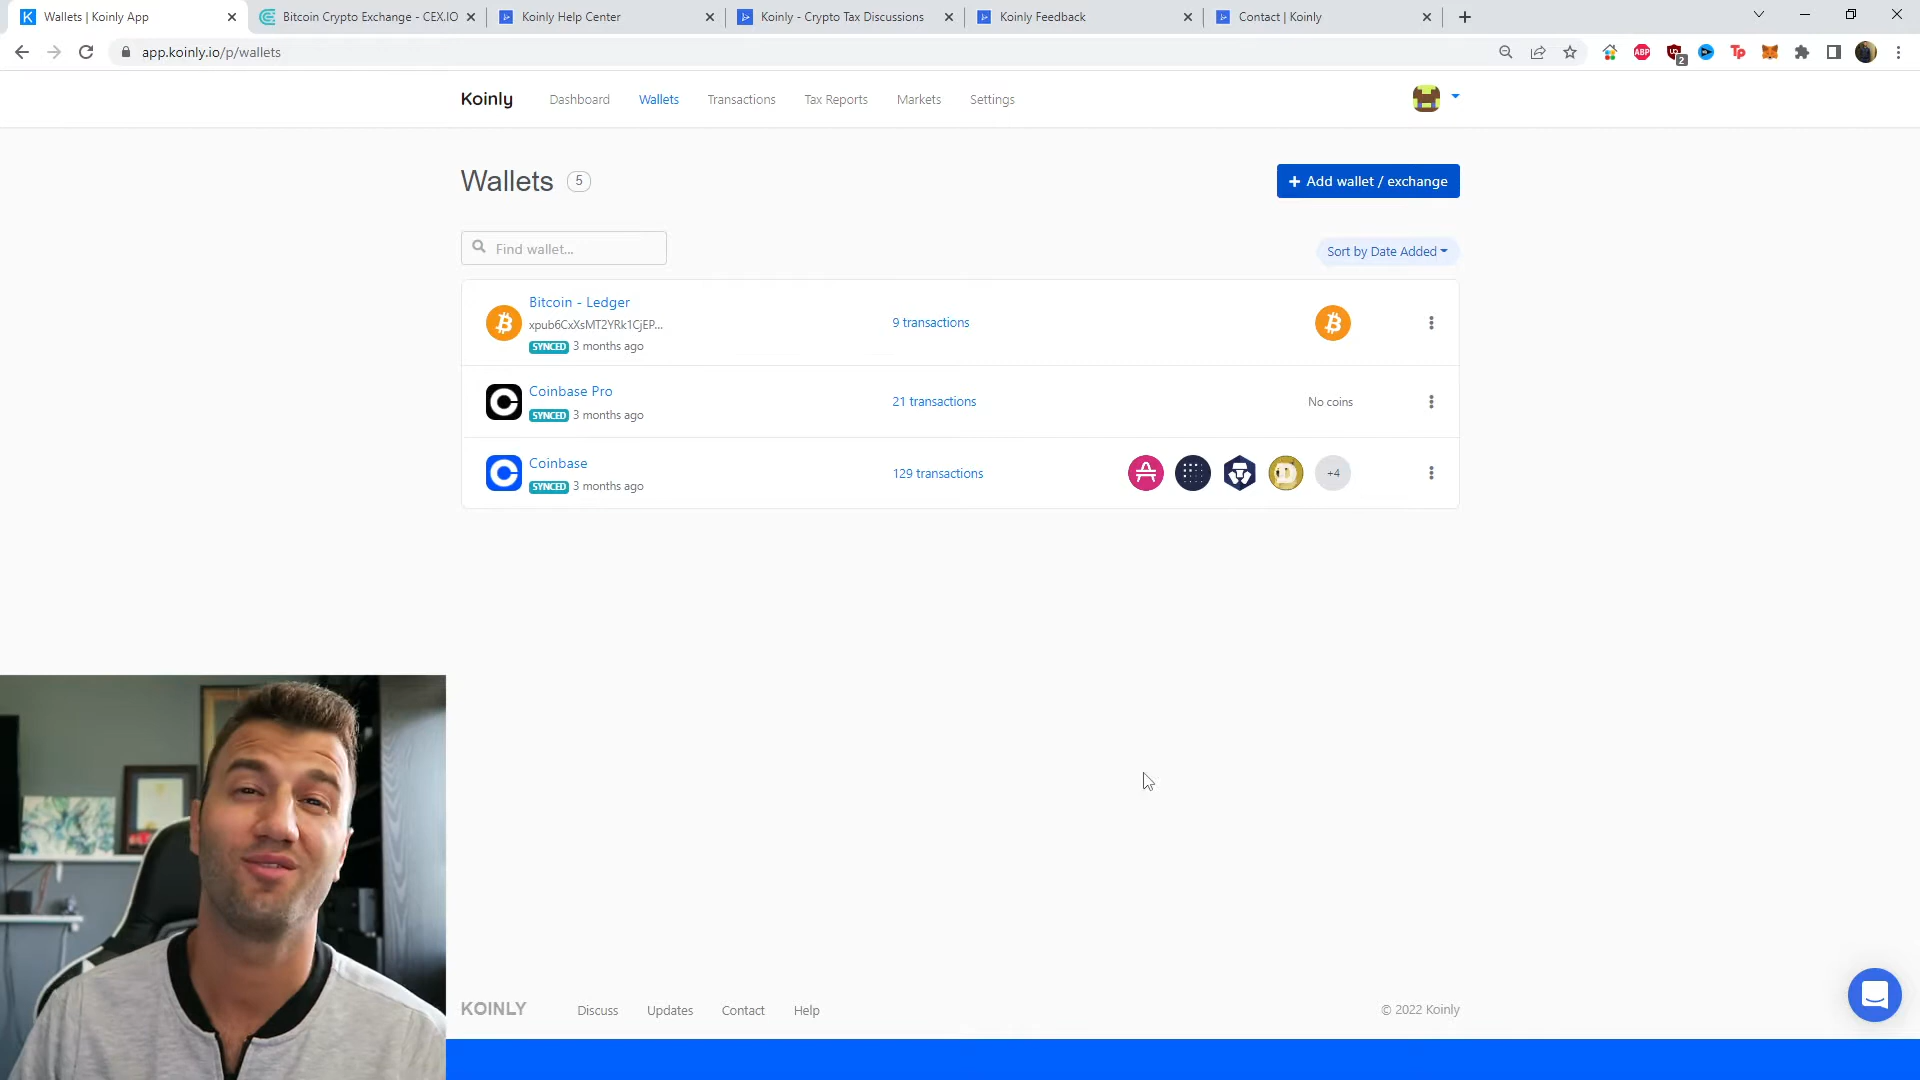 Wallets | Koinly App
Bitcoin Crypto Exchange - CEX.IO
Koinly Help Center
Koinly - Crypto Tax Discussions
Koinly Feedback
Contact | Koinly
app.koinly.io/p/wallets
ABP
2
Tp
Koinly
Dashboard
Wallets
Transactions
Tax Reports
Markets
Settings
Wallets 5
+ Add wallet / exchange
Find wallet...
Sort by Date Added
Bitcoin - Ledger
xpub6CxXsMT2YRk1CjEP...
SYNCED 3 months ago
9 transactions
Coinbase Pro
SYNCED 3 months ago
21 transactions
No coins
Coinbase
SYNCED 3 months ago
129 transactions
+4
KOINLY
Discuss
Updates
Contact
Help
© 2022 Koinly